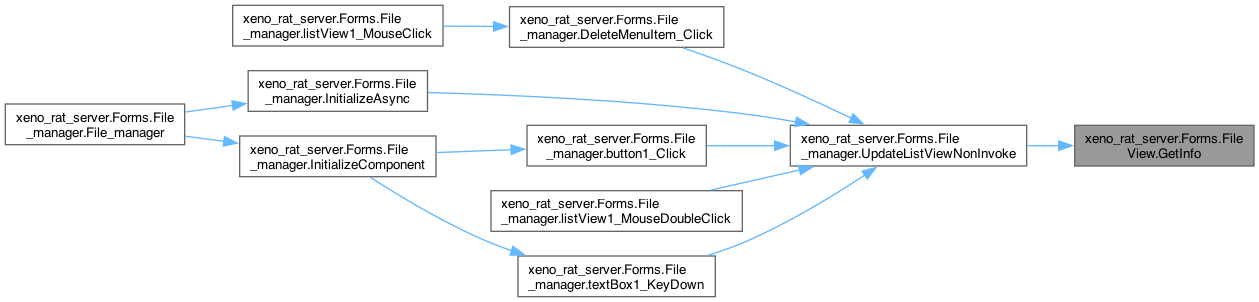 xeno_rat_server.Forms.File
_manager.listView1_MouseClick
xeno_rat_server.Forms.File
_manager.DeleteMenuItem_Click
xeno_rat_server.Forms.File
_manager.InitializeAsync
xeno_rat_server.Forms.File
_manager.File_manager
xeno_rat_server.Forms.File
_manager.InitializeComponent
xeno_rat_server.Forms.File
_manager.button1_Click
xeno_rat_server.Forms.File
_manager.UpdateListViewNonInvoke
xeno_rat_server.Forms.File
View.GetInfo
xeno_rat_server.Forms.File
_manager.listView1_MouseDoubleClick
xeno_rat_server.Forms.File
_manager.textBox1_KeyDown